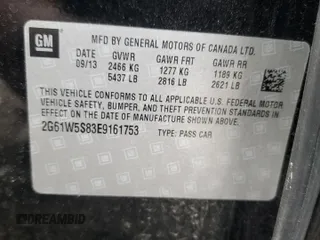 GM
MFD BY GENERAL MOTORS OF CANADA LTD.
DATE GVWR GAWR FRT GAWR RR
09/13 2466 KG 1277 KG 1189 KG
5437 LB 2816 LB 2621 LB
THIS VEHICLE CONFORMS TO ALL APPLICABLE U.S. FEDERAL MOTOR
VEHICLE SAFETY, BUMPER, AND THEFT PREVENTION STANDARDS
IN EFFECT ON THE DATE OF MANUFACTURE SHOWN ABOVE.
2G61W5S83E9161753 TYPE: PASS CAR
DREAMBID